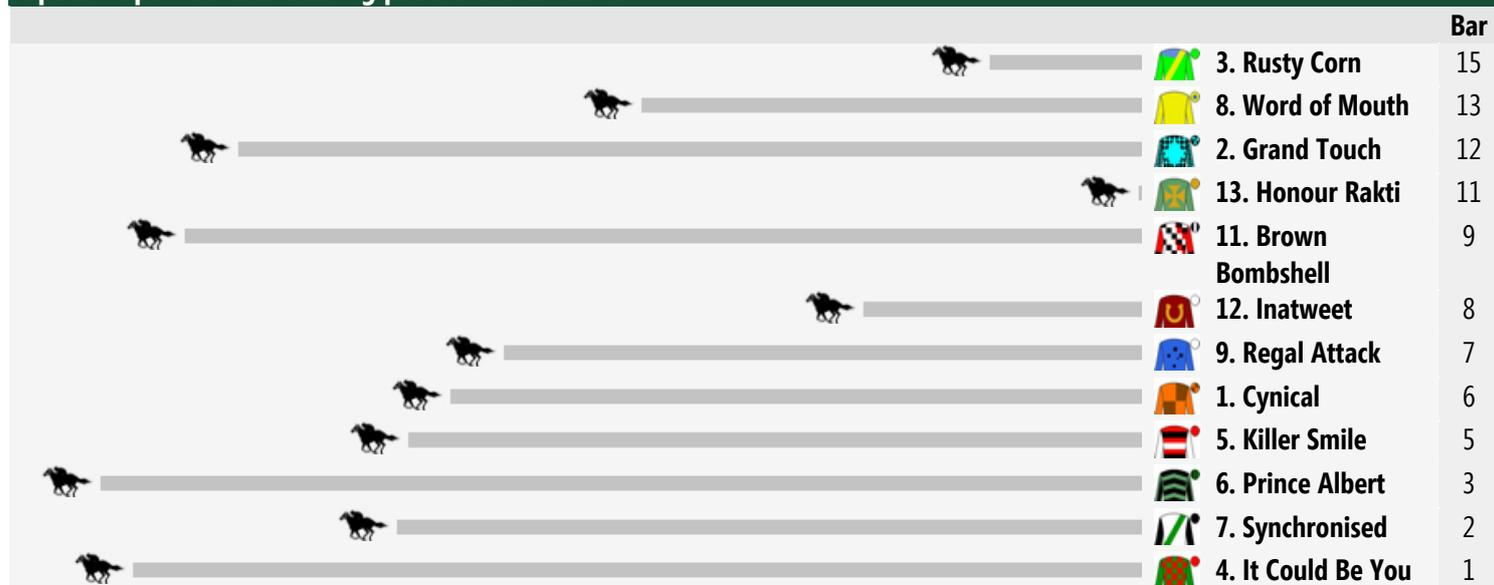 Bar
3. Rusty Corn 15
8. Word of Mouth 13
2. Grand Touch 12
13. Honour Rakti 11
11. Brown 9
Bombshell
12. Inatweet 8
9. Regal Attack 7
1. Cynical 6
5. Killer Smile 5
6. Prince Albert 3
7. Synchronised 2
4. It Could Be You 1